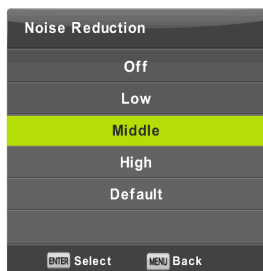 Noise Reduction
Off
Low
Middle
High
Default
ENTER Select MENU Back